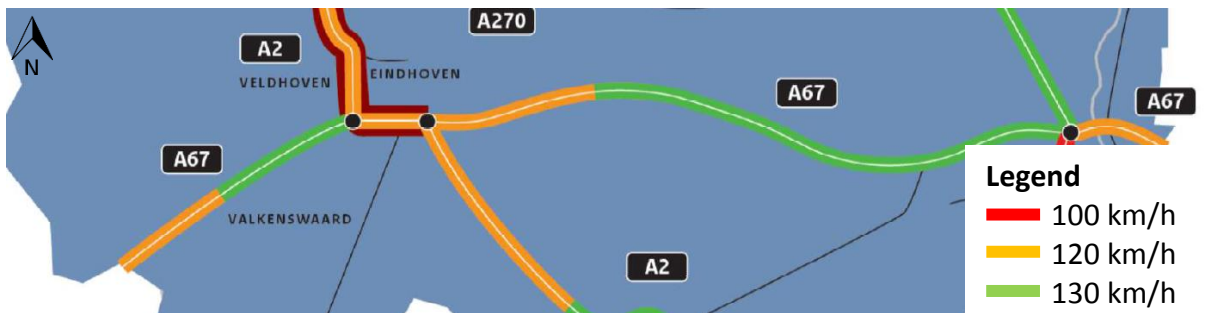 A270
A2
N
VELDHOVEN
EINDHOVEN
A67
A67
A67
VALKENSWAARD
A2
Legend
100 km/h
120 km/h
130 km/h